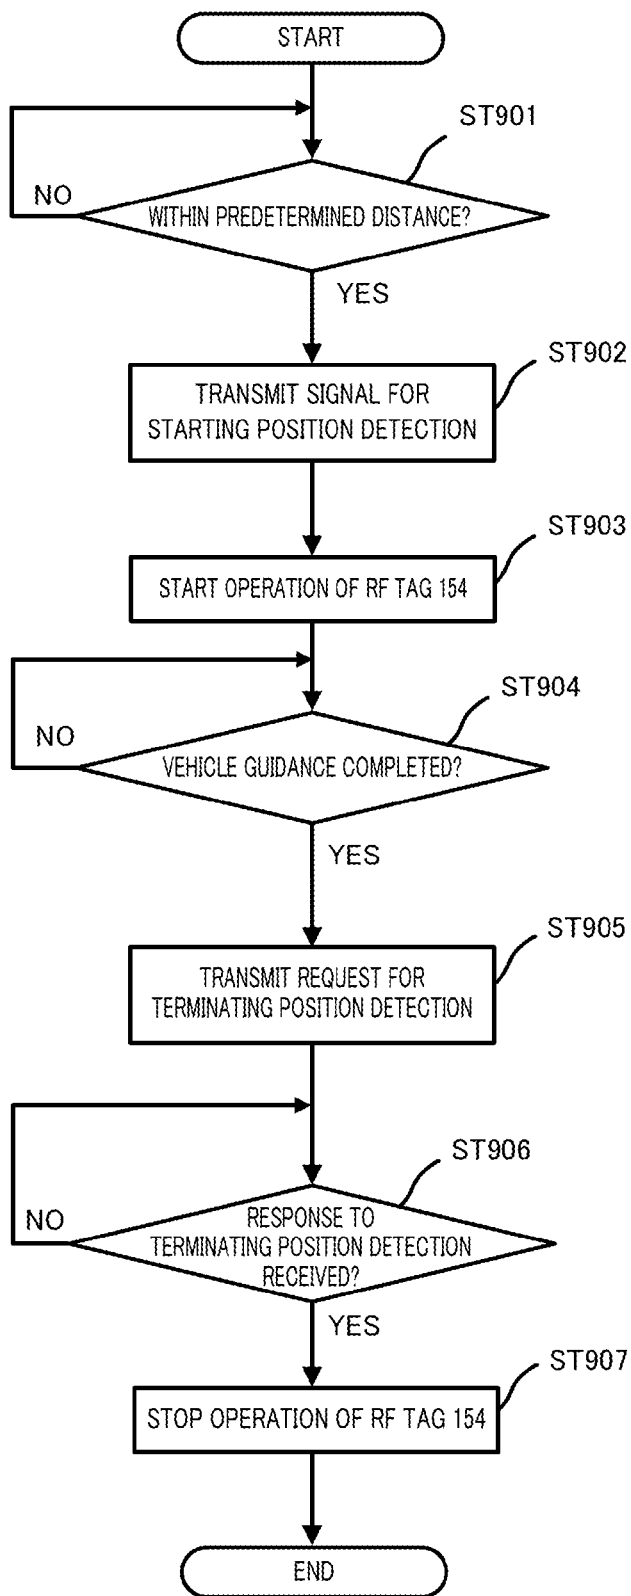 START
ST901
NO
WITHIN PREDETERMINED DISTANCE?
YES
ST902
TRANSMIT SIGNAL FOR
STARTING POSITION DETECTION
ST903
START OPERATION OF RF TAG 154
ST904
NO
VEHICLE GUIDANCE COMPLETED?
YES
ST905
TRANSMIT REQUEST FOR
TERMINATING POSITION DETECTION
ST906
NO
RESPONSE TO
TERMINATING POSITION DETECTION
RECEIVED?
YES
ST907
STOP OPERATION OF RF TAG 154
END